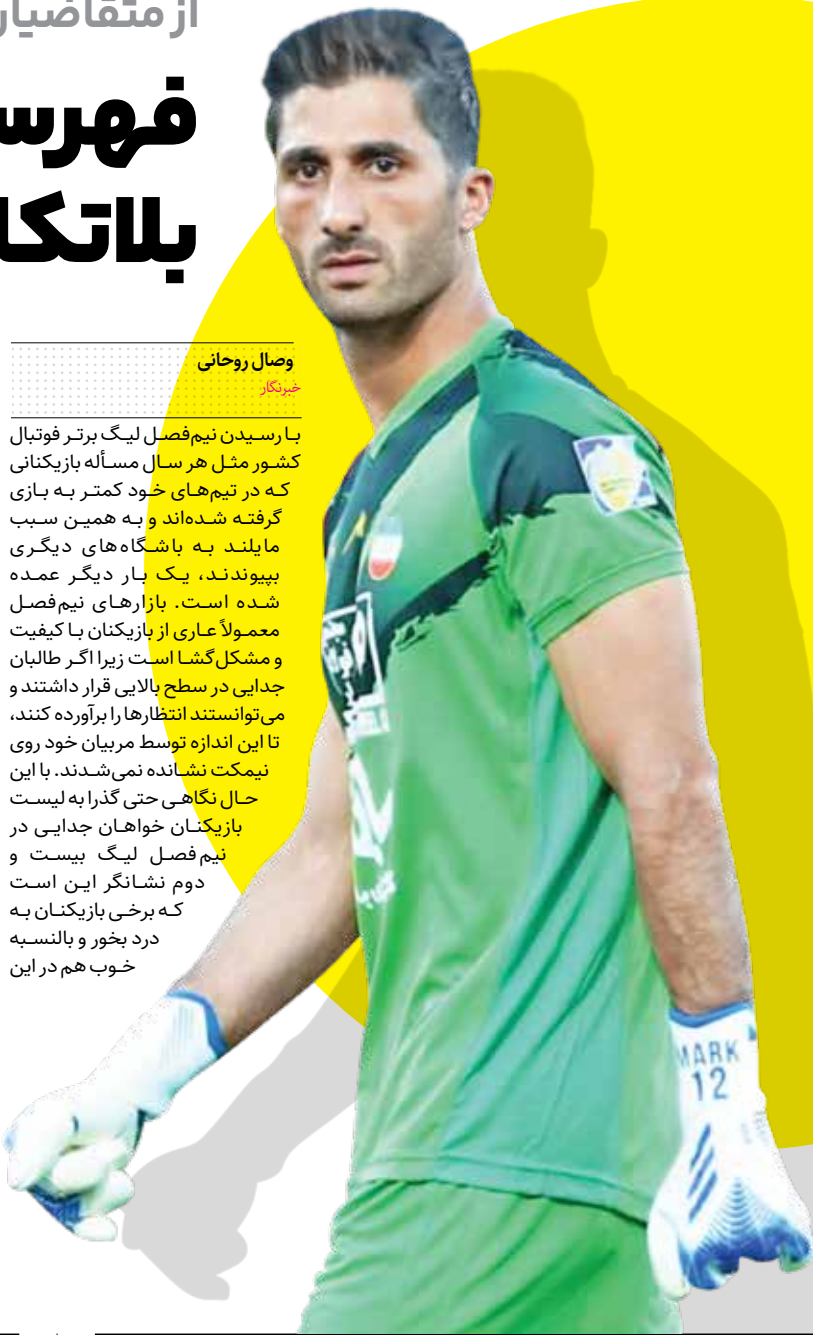 از متقاضیان
فهرس
بلاتکا
وصال روحانی
خبرنگار
با رسیدن نیم‌فصل لیگ برتر فوتبال
کشور مثل هر سال مسأله بازیکنانی
که در تیم‌های خود کمتر به بازی
گرفته شده‌اند و به همین سبب
مایلند به باشگاه‌های دیگری
بپیوندند، یک بار دیگر عمده
شده است. بازارهای نیم‌فصل
معمولاً عاری از بازیکنان با کیفیت
و مشکل‌گشا است زیرا اگر طالبان
جدایی در سطح بالایی قرار داشتند و
می‌توانستند انتظارها را برآورده کنند،
تا این اندازه توسط مربیان خود روی
نیمکت نشانده نمی‌شدند. با این
حال نگاهی حتی گذرا به لیست
بازیکنان خواهان جدایی در
نیم فصل لیگ بیست و
دوم نشانگر این است
که برخی بازیکنان به
درد بخور و بالنسبه
خوب هم در این
MARK
12